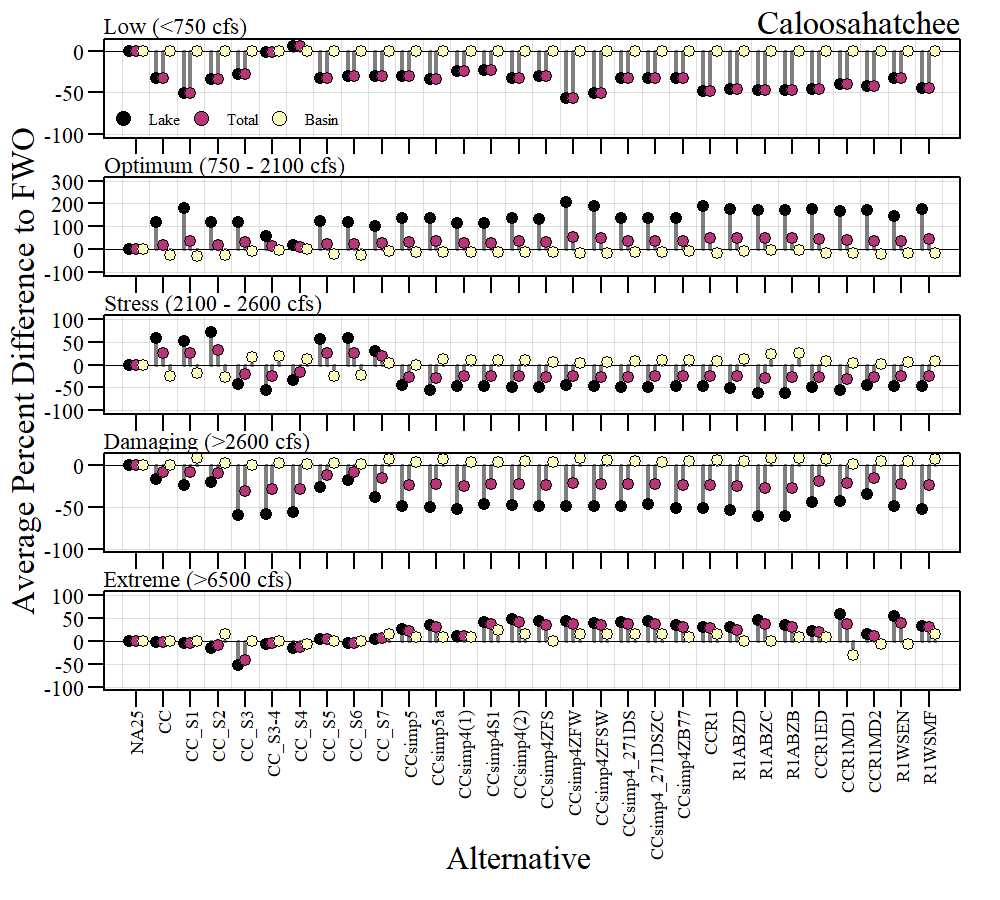 Caloosahatchee
Low (<750 cfs)
0
-50
-100
Lake Total Basin
Optimum (750 - 2100 cfs)
300
200
100
0
-100
Stress (2100 - 2600 cfs)
100
50
0
-50
-100
Damaging (>2600 cfs)
0
-50
-100
Extreme (>6500 cfs)
100
50
0
-50
-100
Average Percent Difference to FWO
NA25
CC
CC_S1
CC_S2
CC_S3
CC_S3-4
CC_S4
CC_S5
CC_S6
CC_S7
CCsimp5
CCsimp5a
CCsimp4(1)
CCsimp4S1
CCsimp4(2)
CCsimp4ZFS
CCsimp4ZFW
CCsimp4ZFSW
CCsimp4_271DS
CCsimp4_271DSZC
CCsimp4ZB77
CCR1
R1ABZD
R1ABZC
R1ABZB
CCR1ED
CCR1MD1
CCR1MD2
R1WSEN
R1WSMF
Alternative